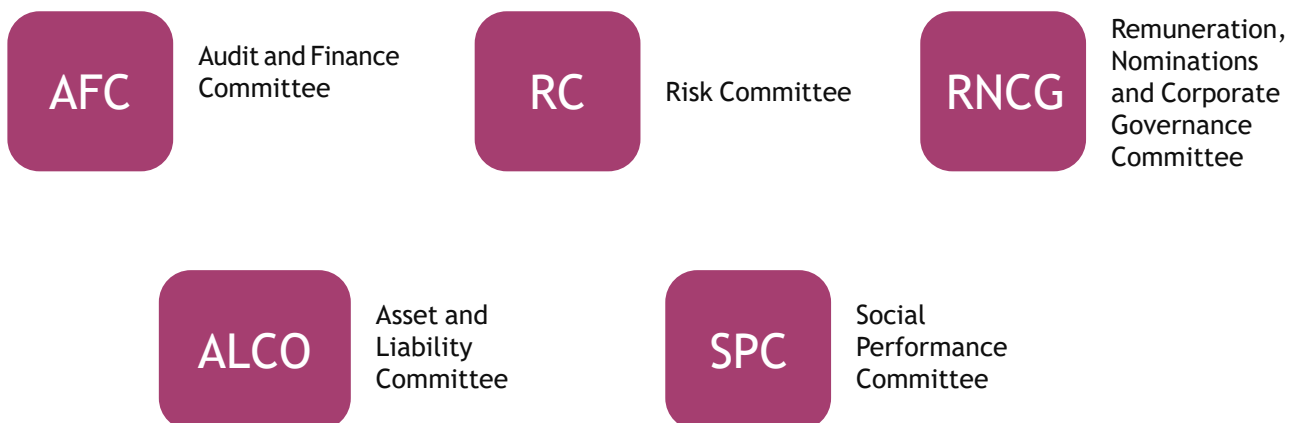 AFC
Audit and Finance
Committee
RC
Risk Committee
RNCG
Remuneration,
Nominations
and Corporate
Governance
Committee
ALCO
Asset and
Liability
Committee
SPC
Social
Performance
Committee